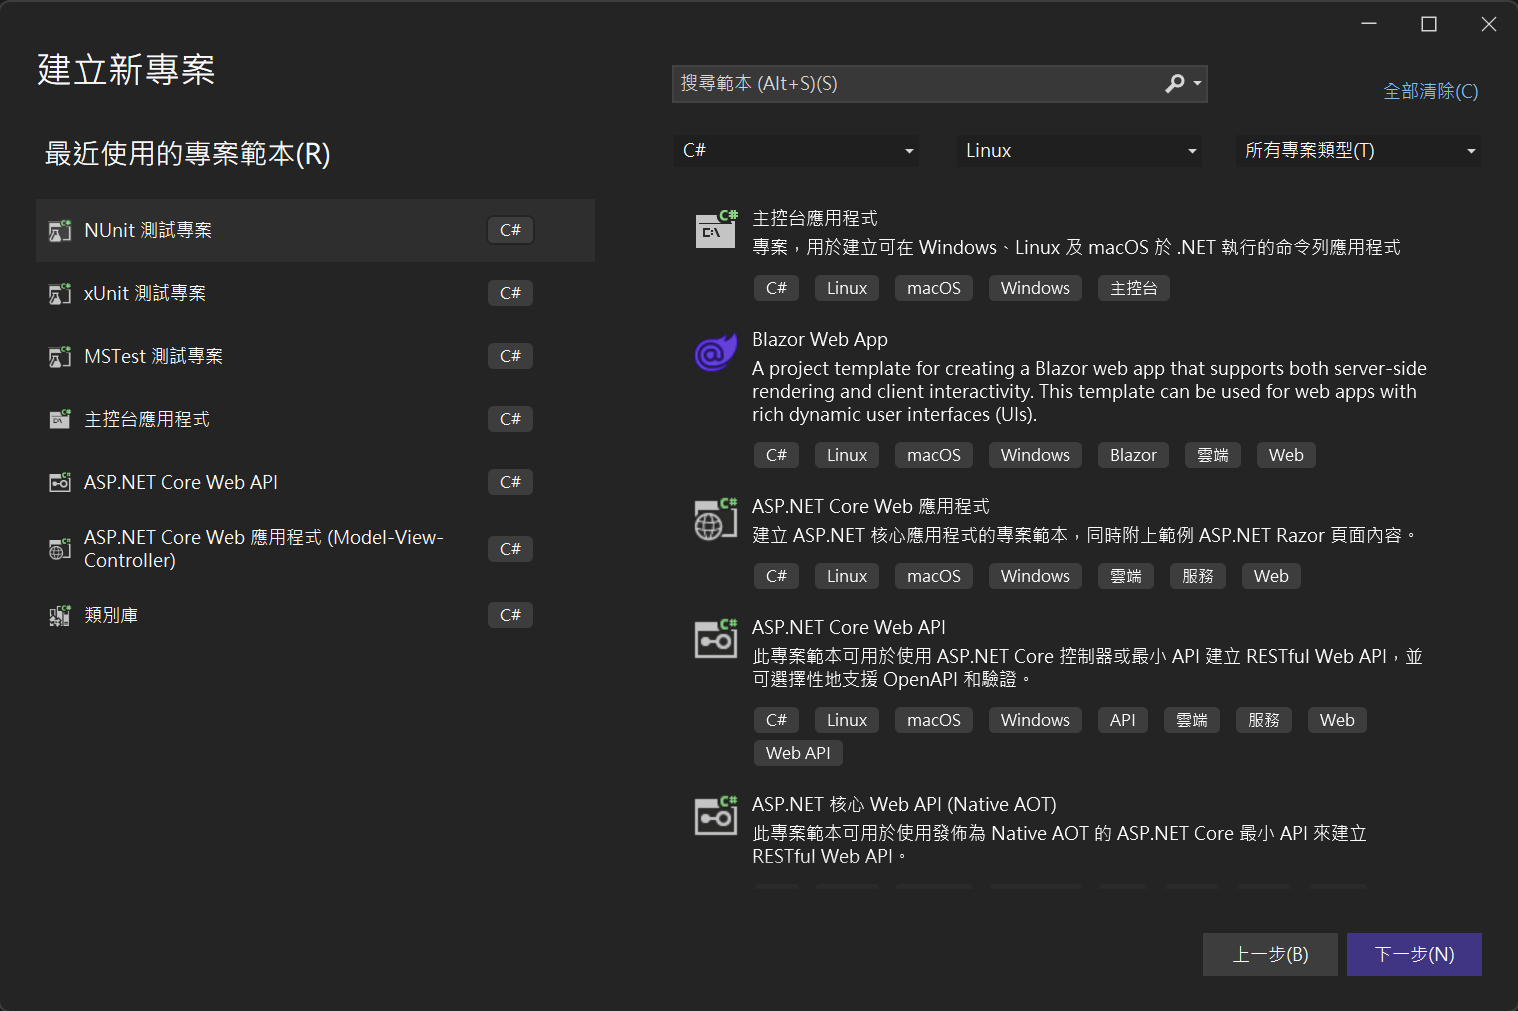 建立新專案
搜尋範本 (Alt+S)(S)
全部清除(C)
最近使用的專案範本(R)
C#
Linux
所有專案類型(T)
NUnit 測試專案
C#
xUnit 測試專案
C#
MSTest 測試專案
C#
主控台應用程式
C#
ASP.NET Core Web API
C#
ASP.NET Core Web 應用程式 (Model-View-
Controller)
C#
類別庫
C#
主控台應用程式
專案，用於建立可在 Windows、Linux 及 macOS 於 .NET 執行的命令列應用程式
C# Linux macOS Windows 主控台
Blazor Web App
A project template for creating a Blazor web app that supports both server-side
rendering and client interactivity. This template can be used for web apps with
rich dynamic user interfaces (UIs).
C# Linux macOS Windows Blazor 雲端 Web
ASP.NET Core Web 應用程式
建立 ASP.NET 核心應用程式的專案範本，同時附上範例 ASP.NET Razor 頁面內容。
C# Linux macOS Windows 雲端 服務 Web
ASP.NET Core Web API
此專案範本可用於使用 ASP.NET Core 控制器或最小 API 建立 RESTful Web API，並
可選擇性地支援 OpenAPI 和驗證。
C# Linux macOS Windows API 雲端 服務 Web
Web API
ASP.NET 核心 Web API (Native AOT)
此專案範本可用於使用發佈為 Native AOT 的 ASP.NET Core 最小 API 來建立
RESTful Web API。
上一步(B)
下一步(N)